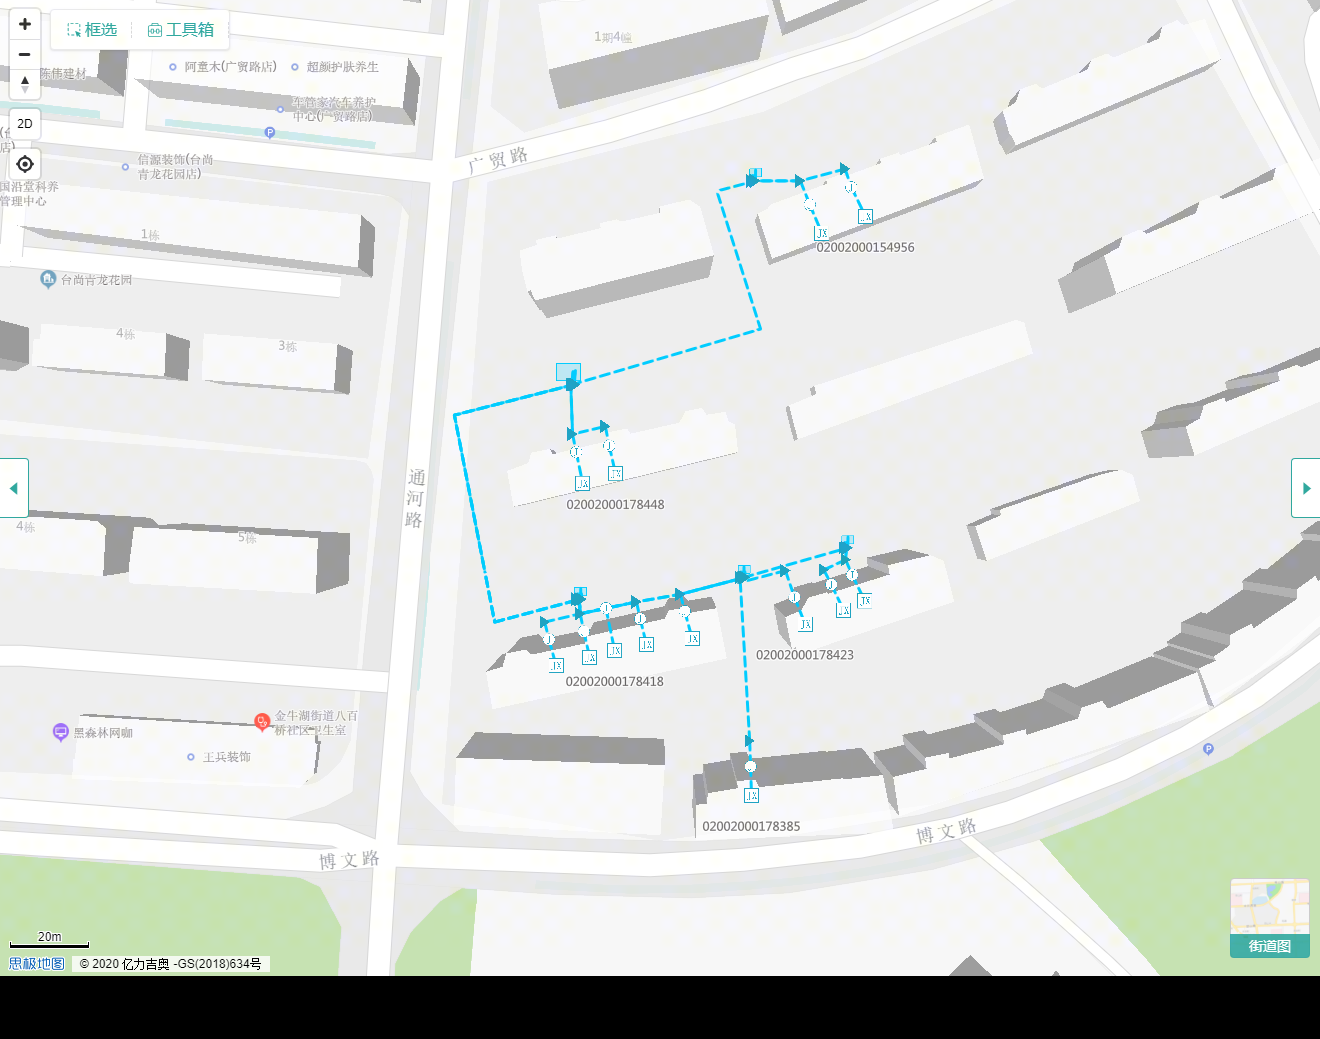 框选
工具箱
2D
1期4幢
陈伟建材
阿童木(广贸路店)
超颜护肤养生
车管家汽车养护
中心(广贸路店)
P
信源装饰(台尚
青龙花园店)
国沿堂科养
管理中心
广贸路
1栋
台尚青龙花园
4栋
3栋
02002000154956
JX
JX
通河路
JX
JX
02002000178448
4栋
5栋
JX
JX
JX
JX
JX
JX
JX
JX
02002000178418
02002000178423
金牛湖街道八百
桥社区卫生室
黑森林网咖
王兵装饰
P
JX
02002000178385
博文路
博文路
20m
思极地图
© 2020 亿力吉奥 -GS(2018)634号
街道图